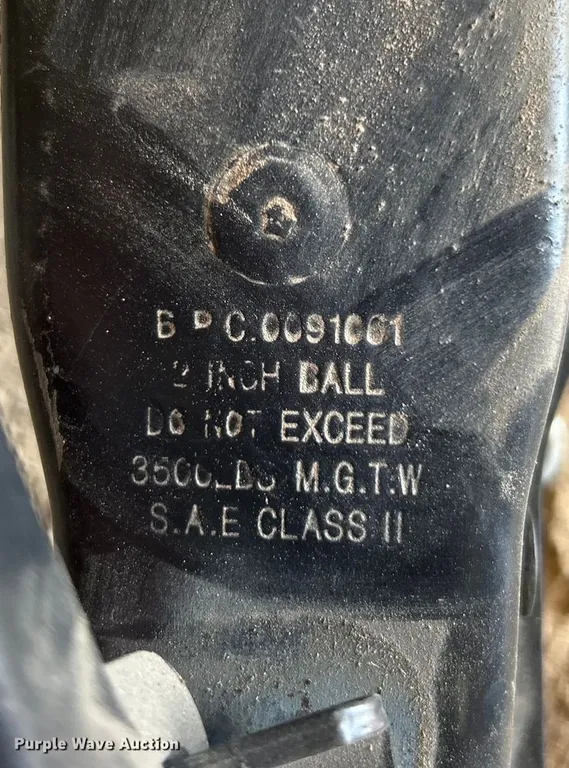 B.P.C.0091001
2 INCH BALL
DO NOT EXCEED
3500LBS M.G.T.W
S.A.E CLASS II
Purple Wave Auction